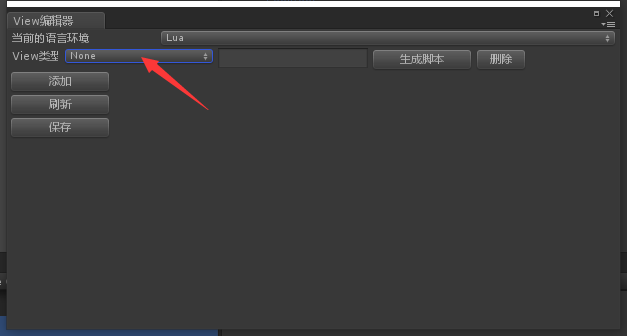 View编辑器
当前的语言环境 Lua
View类型 None 生成脚本 删除
添加
刷新
保存